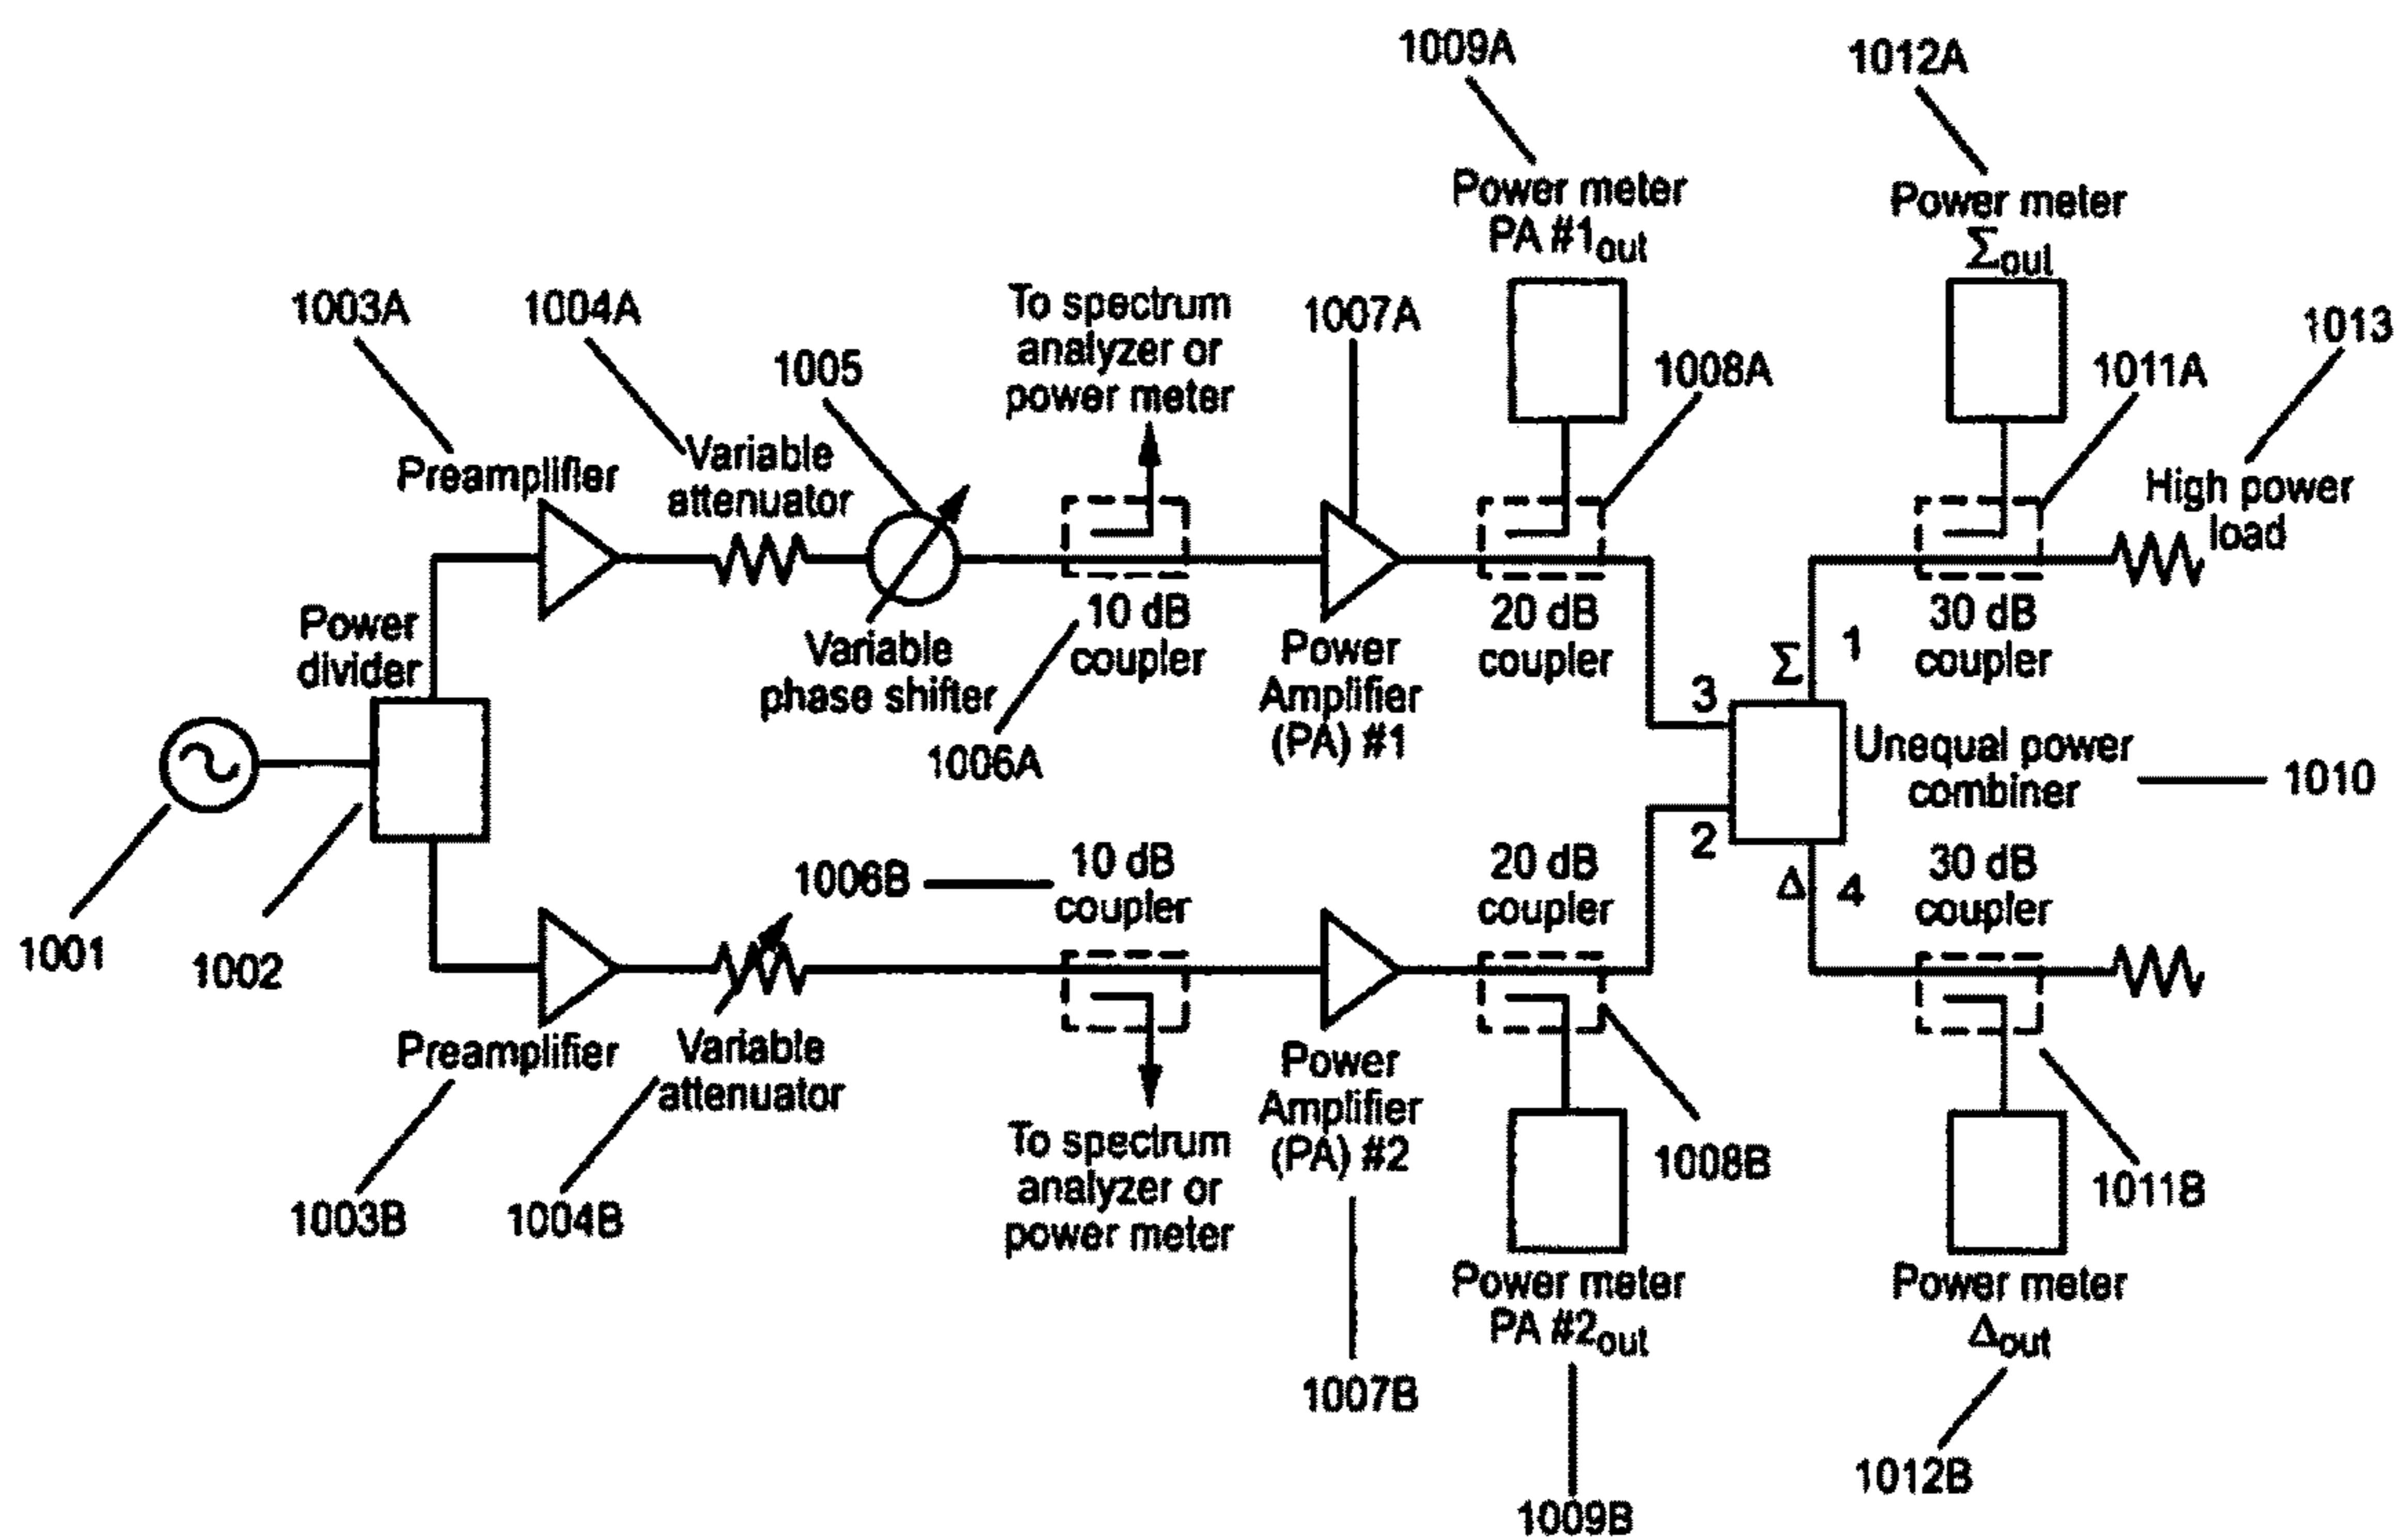 1009A
1012A
Power meter
PA #1out
Power meter
Σout
1003A
1004A
To spectrum
analyzer or
power meter
1007A
1013
1005
1008A
1011A
Preamplifier
Variable
attenuator
High power
load
Power
divider
Variable
phase shifter
10 dB
coupler
Power
Amplifier
(PA) #1
20 dB
coupler
30 dB
coupler
Σ
1
3
1006A
Unequal power
combiner
1010
2
1006B
10 dB
coupler
20 dB
coupler
Δ
4
30 dB
coupler
1001
1002
Preamplifier
Variable
attenuator
Power
Amplifier
(PA) #2
To spectrum
analyzer or
power meter
1008B
1011B
1003B
1004B
Power meter
PA #2out
Power meter
Δout
1007B
1012B
1009B